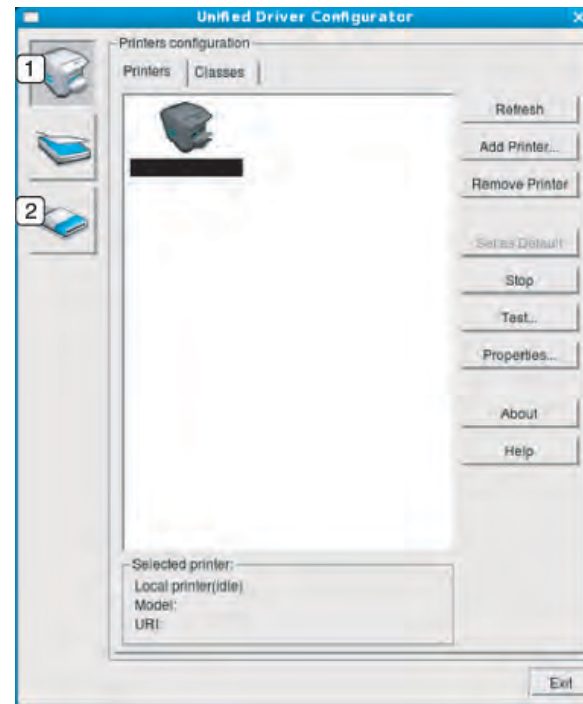 Unified Driver Configurator
Printers configuration
1
Printers Classes
Refresh
Add Printer...
Remove Printer
2
Set as Default
Stop
Test...
Properties...
About
Help
Selected printer:
Local printer(idle)
Model:
URI:
Exit